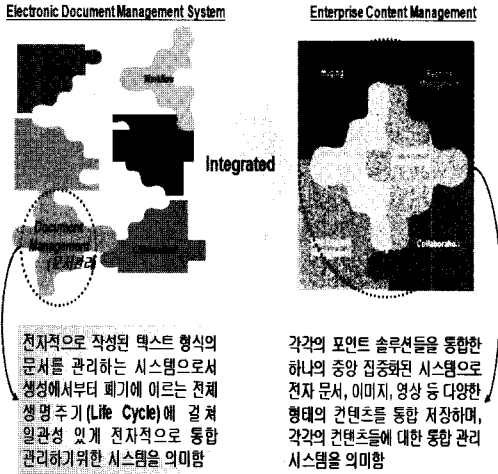 Electronic Document Management System
Enterprise Content Management
Workflow
Integrated
Document
Management
(문서관리)
Imaging
Collaboratio
전자적으로 작성된 텍스트 형식의
문서를 관리하는 시스템으로서
생성에서부터 폐기에 이르는 전체
생명주기(Life Cycle)에 걸쳐
일관성 있게 전자적으로 통합
관리하기위한 시스템을 의미함
각각의 포인트 솔루션들을 통합한
하나의 중앙 집중화된 시스템으로
전자 문서, 이미지, 영상 등 다양한
형태의 컨텐츠를 통합 저장하며,
각각의 컨텐츠들에 대한 통합 관리
시스템을 의미함